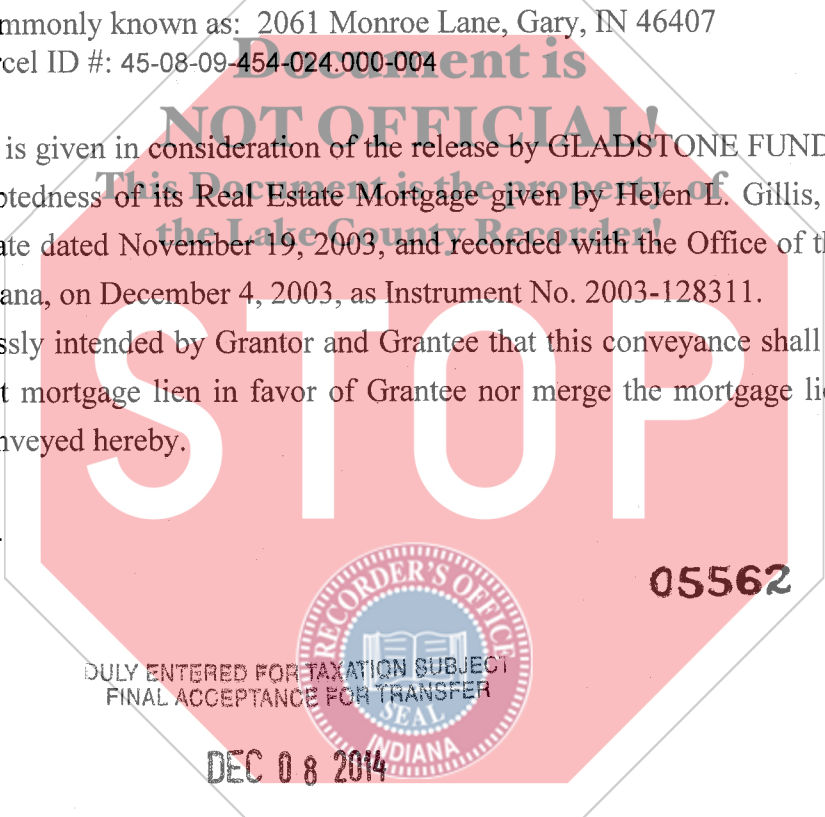 mmonly known as: 2061 Monroe Lane, Gary, IN 46407
rcel ID #: 45-08-09-454-024.000-004
Document is
NOT OFFICIAL!
is given in consideration of the release by GLADSTONE FUND
This Document is the property of
btedness of its Real Estate Mortgage given by Helen L. Gillis,
the Lake County Recorder!
ate dated November 19, 2003, and recorded with the Office of th
ana, on December 4, 2003, as Instrument No. 2003-128311.
ssly intended by Grantor and Grantee that this conveyance shall
t mortgage lien in favor of Grantee nor merge the mortgage lie
nveyed hereby.
STOP
05562
RECORDER'S OFFICE
SEAL
INDIANA
DULY ENTERED FOR TAXATION SUBJECT
FINAL ACCEPTANCE FOR TRANSFER
DEC 08 2014